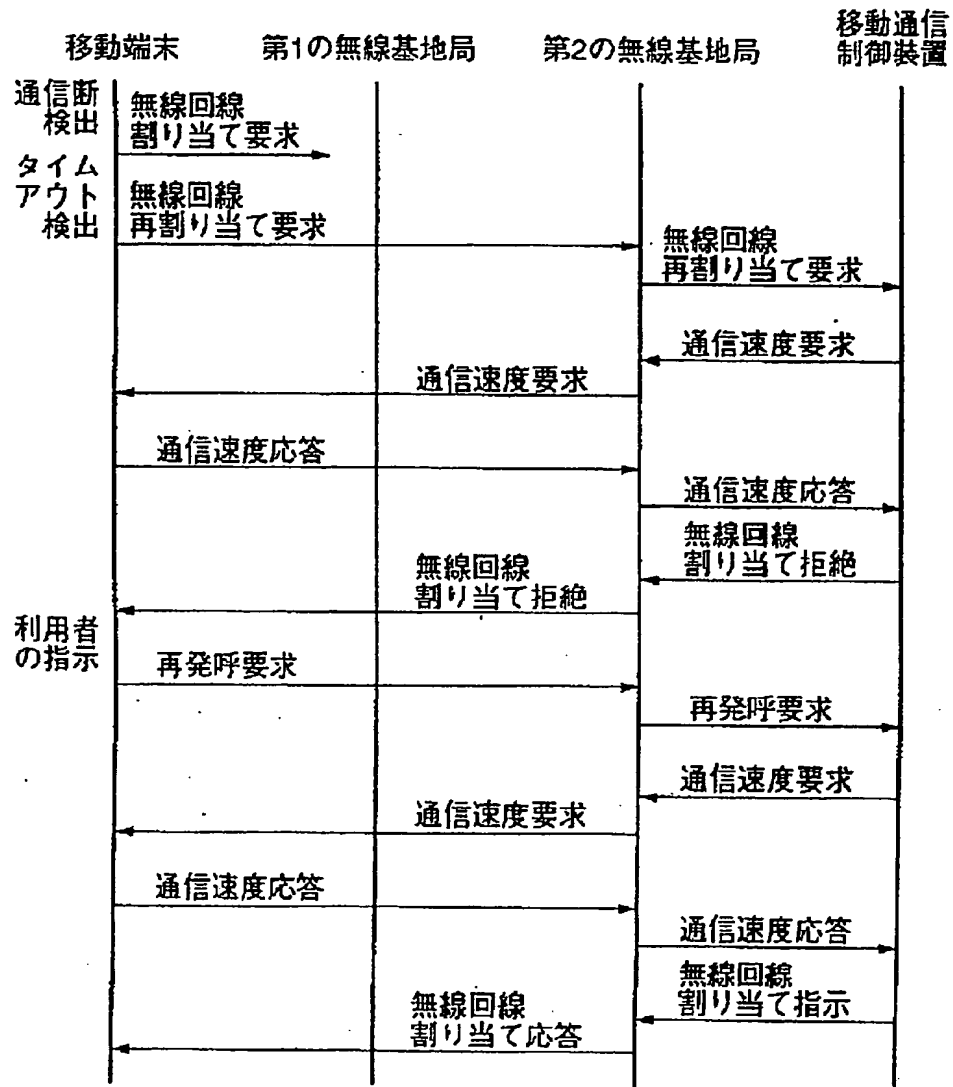 移動端末
第1の無線基地局
第2の無線基地局
移動通信
制御装置
通信断
検出
無線回線
割り当て要求
タイム
アウト
検出
無線回線
再割り当て要求
無線回線
再割り当て要求
通信速度要求
通信速度要求
通信速度応答
通信速度応答
無線回線
割り当て拒絶
無線回線
割り当て拒絶
利用者
の指示
再発呼要求
再発呼要求
通信速度要求
通信速度要求
通信速度応答
通信速度応答
無線回線
割り当て指示
無線回線
割り当て応答